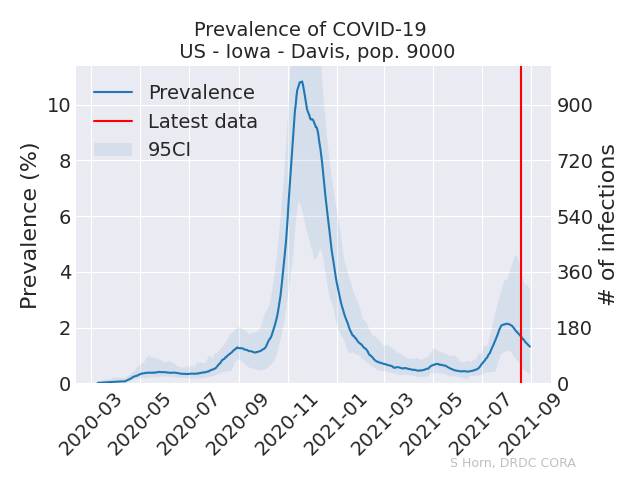 Prevalence of COVID-19
US - Iowa - Davis, pop. 9000
Prevalence
Latest data
95CI
Prevalence (%)
10
8
6
4
2
0
# of infections
900
720
540
360
180
0
2020-03
2020-05
2020-07
2020-09
2020-11
2021-01
2021-03
2021-05
2021-07
2021-09
S Horn, DRDC CORA